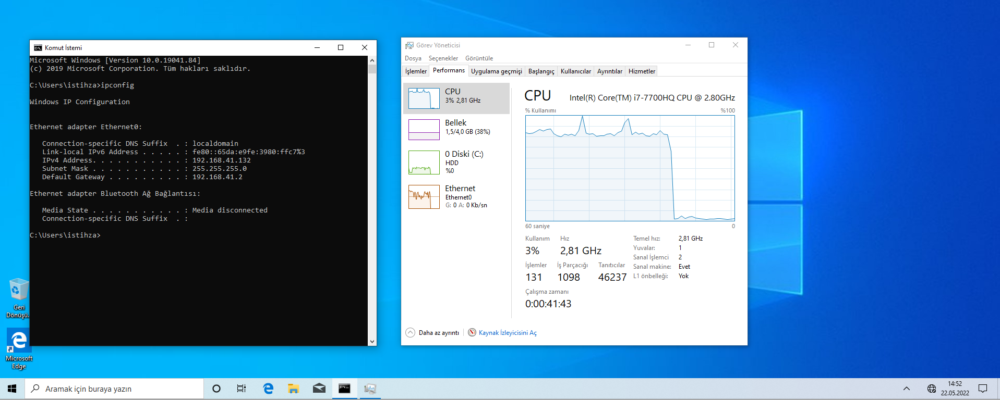 Komut İstemi
Microsoft Windows [Version 10.0.19041.84]
(c) 2019 Microsoft Corporation. Tüm hakları saklıdır.
C:\Users\istihza>ipconfig
Windows IP Configuration
Ethernet adapter Ethernet0:
Connection-specific DNS Suffix  . : localdomain
Link-local IPv6 Address . . . . . : fe80::65da:e9fe:3980:ffc7%3
IPv4 Address. . . . . . . . . . . : 192.168.41.132
Subnet Mask . . . . . . . . . . . : 255.255.255.0
Default Gateway . . . . . . . . . : 192.168.41.2
Ethernet adapter Bluetooth Ağ Bağlantısı:
Media State . . . . . . . . . . . : Media disconnected
Connection-specific DNS Suffix  . :
C:\Users\istihza>
Görev Yöneticisi
Dosya Seçenekler Görüntüle
İşlemler Performans Uygulama geçmişi Başlangıç Kullanıcılar Ayrıntılar Hizmetler
CPU
3% 2,81 GHz
Bellek
1,5/4,0 GB (38%)
0 Diski (C:)
HDD
%0
Ethernet
Ethernet0
G: 0 A: 0 Kb/sn
CPU Intel(R) Core(TM) i7-7700HQ CPU @ 2.80GHz
% Kullanımı %100
60 saniye 0
Kullanım Hız
3% 2,81 GHz
İşlemler İş Parçacığı Tanıtıcılar
131 1098 46237
Çalışma zamanı
0:00:41:43
Temel hız: 2,81 GHz
Yuvalar: 1
Sanal İşlemci 2
Sanal makine: Evet
L1 önbelleği: Yok
Daha az ayrıntı Kaynak İzleyicisini Aç
Geri
Dönüşü...
Microsoft
Edge
Aramak için buraya yazın
14:52
22.05.2022